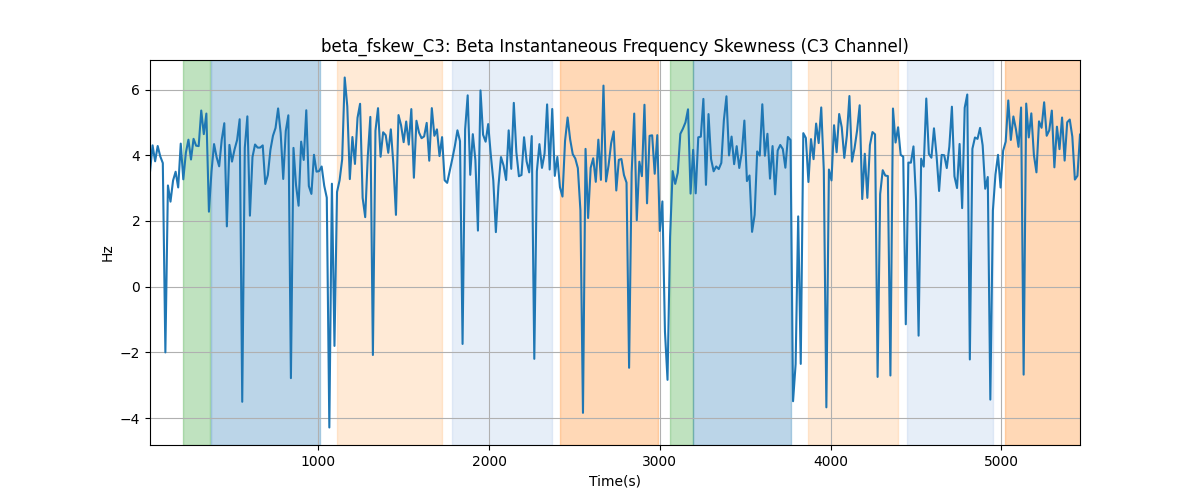 beta_fskew_C3: Beta Instantaneous Frequency Skewness (C3 Channel)
6
4
2
0
−2
−4
Hz
1000 2000 3000 4000 5000
Time(s)